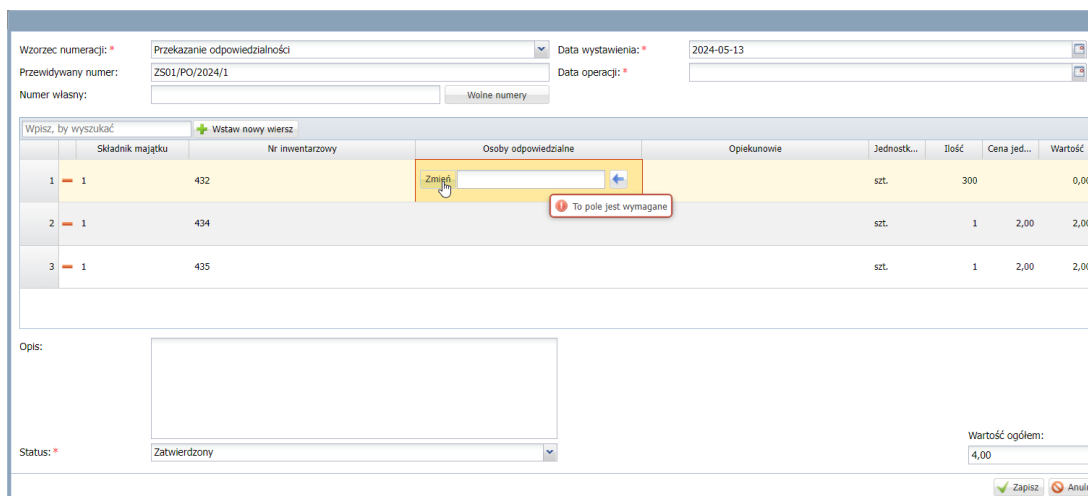 Wzorzec numeracji: * Przekazanie odpowiedzialności Data wystawienia: * 2024-05-13
Przewidywany numer: ZS01/PO/2024/1 Data operacji: *
Numer własny: Wolne numery
Wpisz, by wyszukać Wstaw nowy wiersz
Składnik majątku Nr inwentarzowy Osoby odpowiedzialne Opiekunowie Jednostk... Ilość Cena jed... Wartość
1 1 432 Zmień szt. 300 0,00
To pole jest wymagane
2 1 434 szt. 1 2,00 2,00
3 1 435 szt. 1 2,00 2,00
Opis:
Wartość ogółem:
Status: * Zatwierdzony 4,00
Zapisz Anul